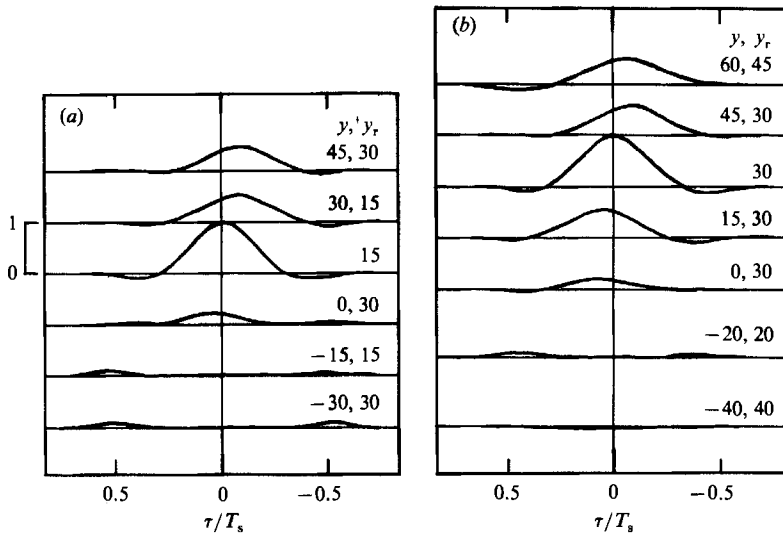 (a)
y, y_r
45, 30
30, 15
1
15
0
0, 30
−15, 15
−30, 30
0.5 0 −0.5
τ/T_s
(b)
y, y_r
60, 45
45, 30
30
15, 30
0, 30
−20, 20
−40, 40
0.5 0 −0.5
τ/T_s